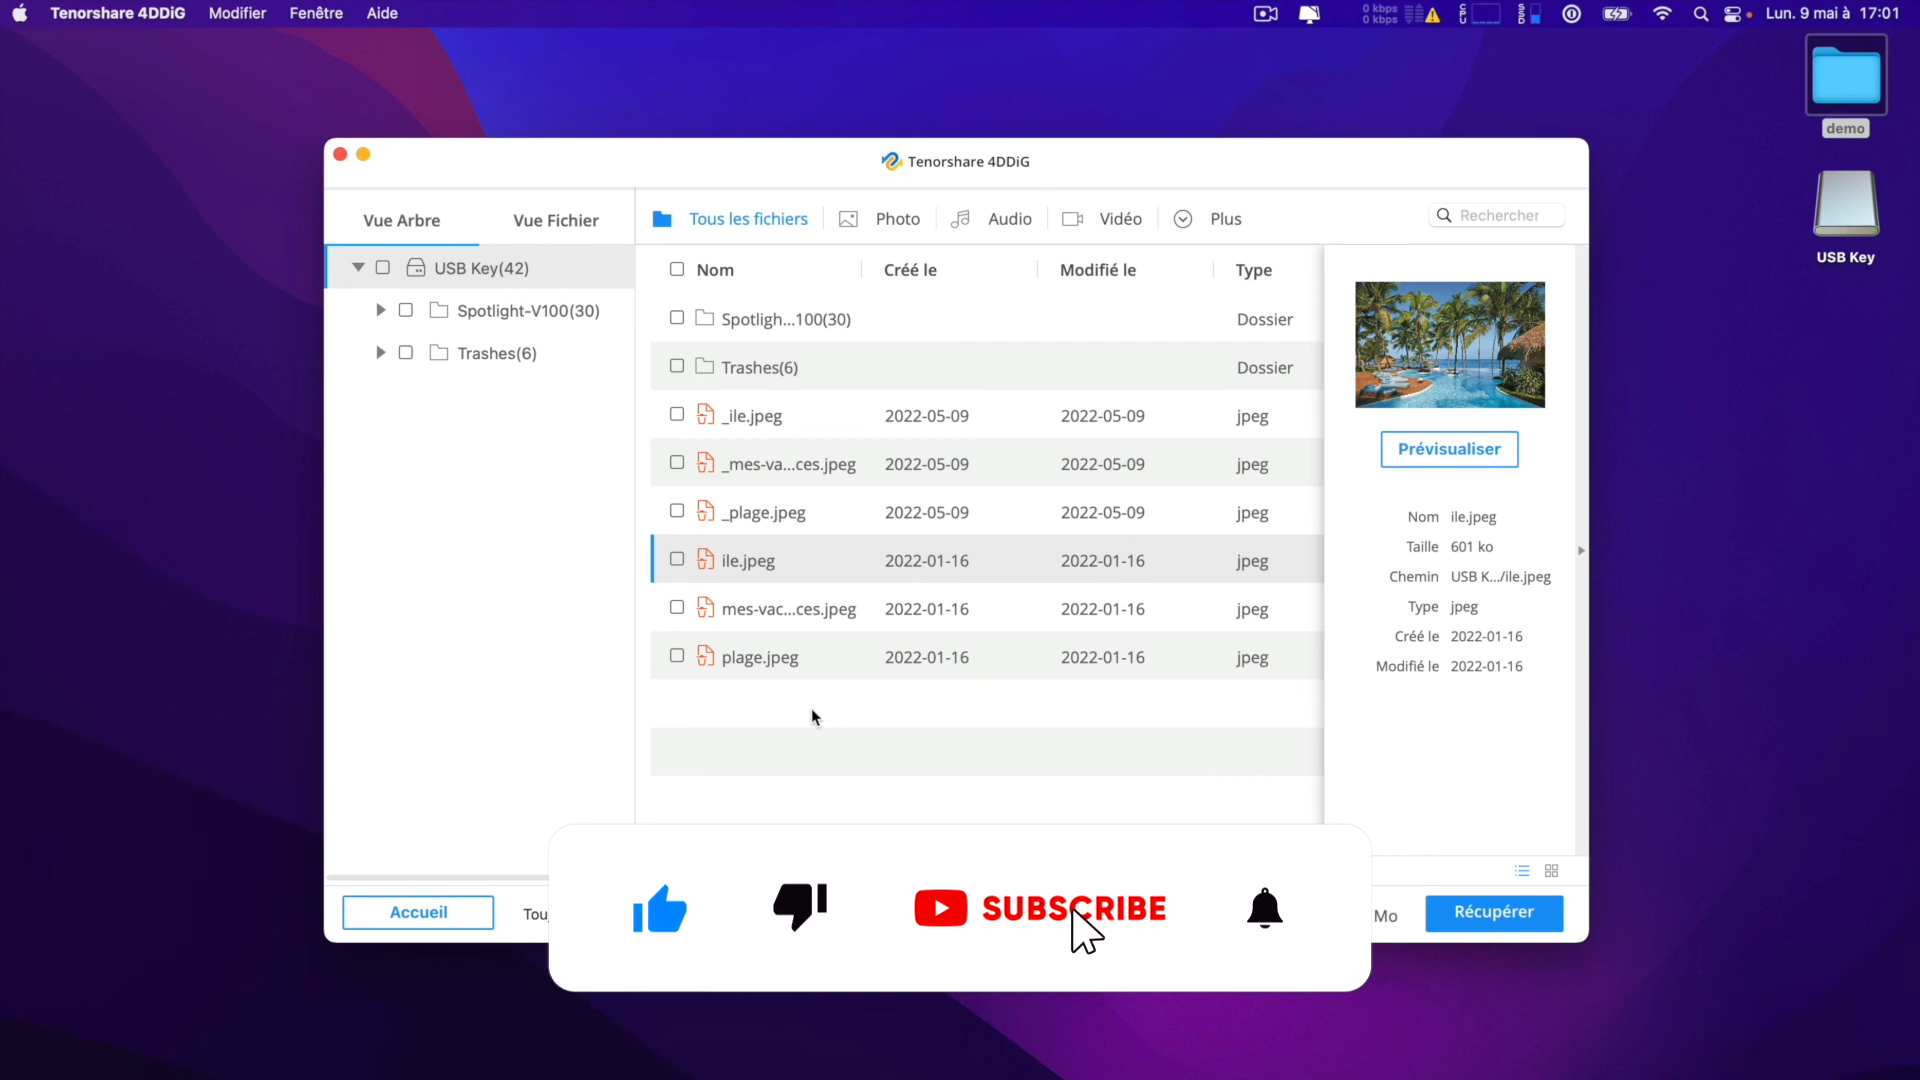 Tenorshare 4DDiG Modifier Fenêtre Aide
0 kbps
0 kbps
CPU
SSD
Lun. 9 mai à 17:01
demo
USB Key
Tenorshare 4DDiG
Vue Arbre Vue Fichier
Tous les fichiers Photo Audio Vidéo Plus
Rechercher
USB Key(42)
Spotlight-V100(30)
Trashes(6)
Nom Créé le Modifié le Type
Spotligh...100(30) Dossier
Trashes(6) Dossier
_ile.jpeg 2022-05-09 2022-05-09 jpeg
_mes-va...ces.jpeg 2022-05-09 2022-05-09 jpeg
_plage.jpeg 2022-05-09 2022-05-09 jpeg
ile.jpeg 2022-01-16 2022-01-16 jpeg
mes-vac...ces.jpeg 2022-01-16 2022-01-16 jpeg
plage.jpeg 2022-01-16 2022-01-16 jpeg
Prévisualiser
Nom ile.jpeg
Taille 601 ko
Chemin USB K.../ile.jpeg
Type jpeg
Créé le 2022-01-16
Modifié le 2022-01-16
Accueil
SUBSCRIBE
Mo
Récupérer